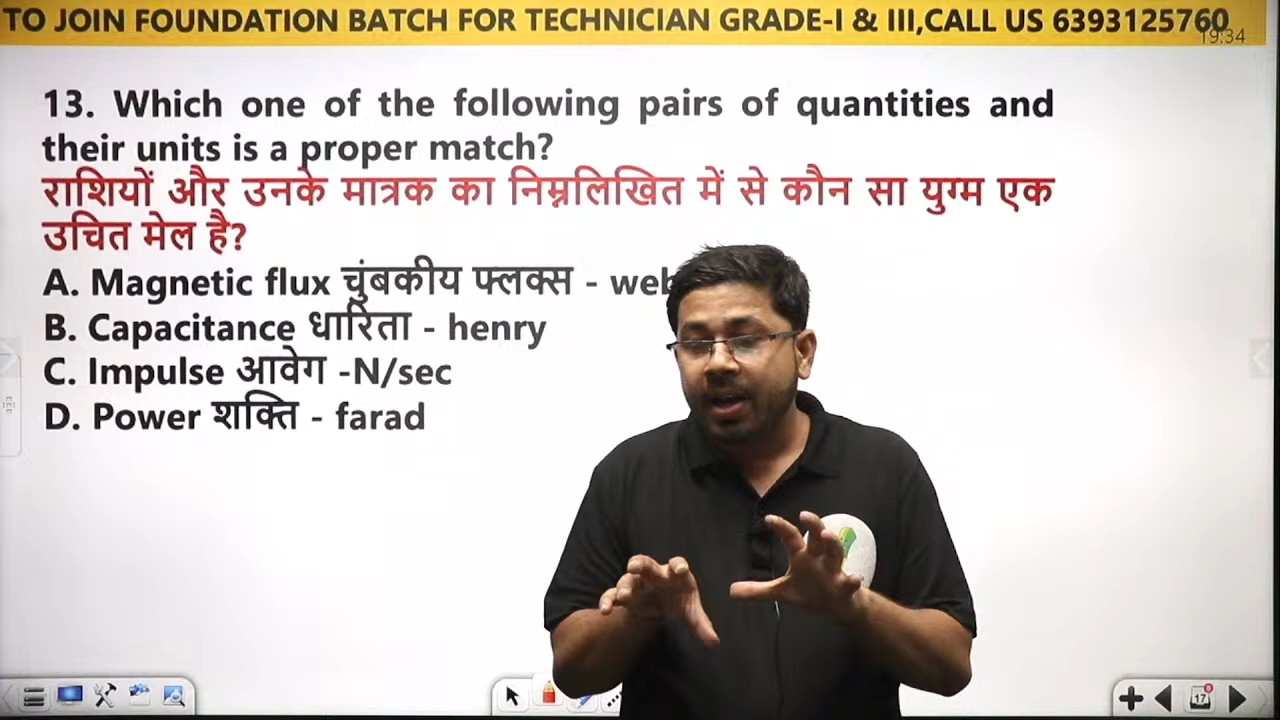 TO JOIN FOUNDATION BATCH FOR TECHNICIAN GRADE-I & III,CALL US 6393125760
19:34
13. Which one of the following pairs of quantities and
their units is a proper match?
राशियों और उनके मात्रक का निम्नलिखित में से कौन सा युग्म एक
उचित मेल है?
A. Magnetic flux चुंबकीय फ्लक्स -
B. Capacitance धारिता - henry
C. Impulse आवेग -N/sec
D. Power शक्ति - farad
17